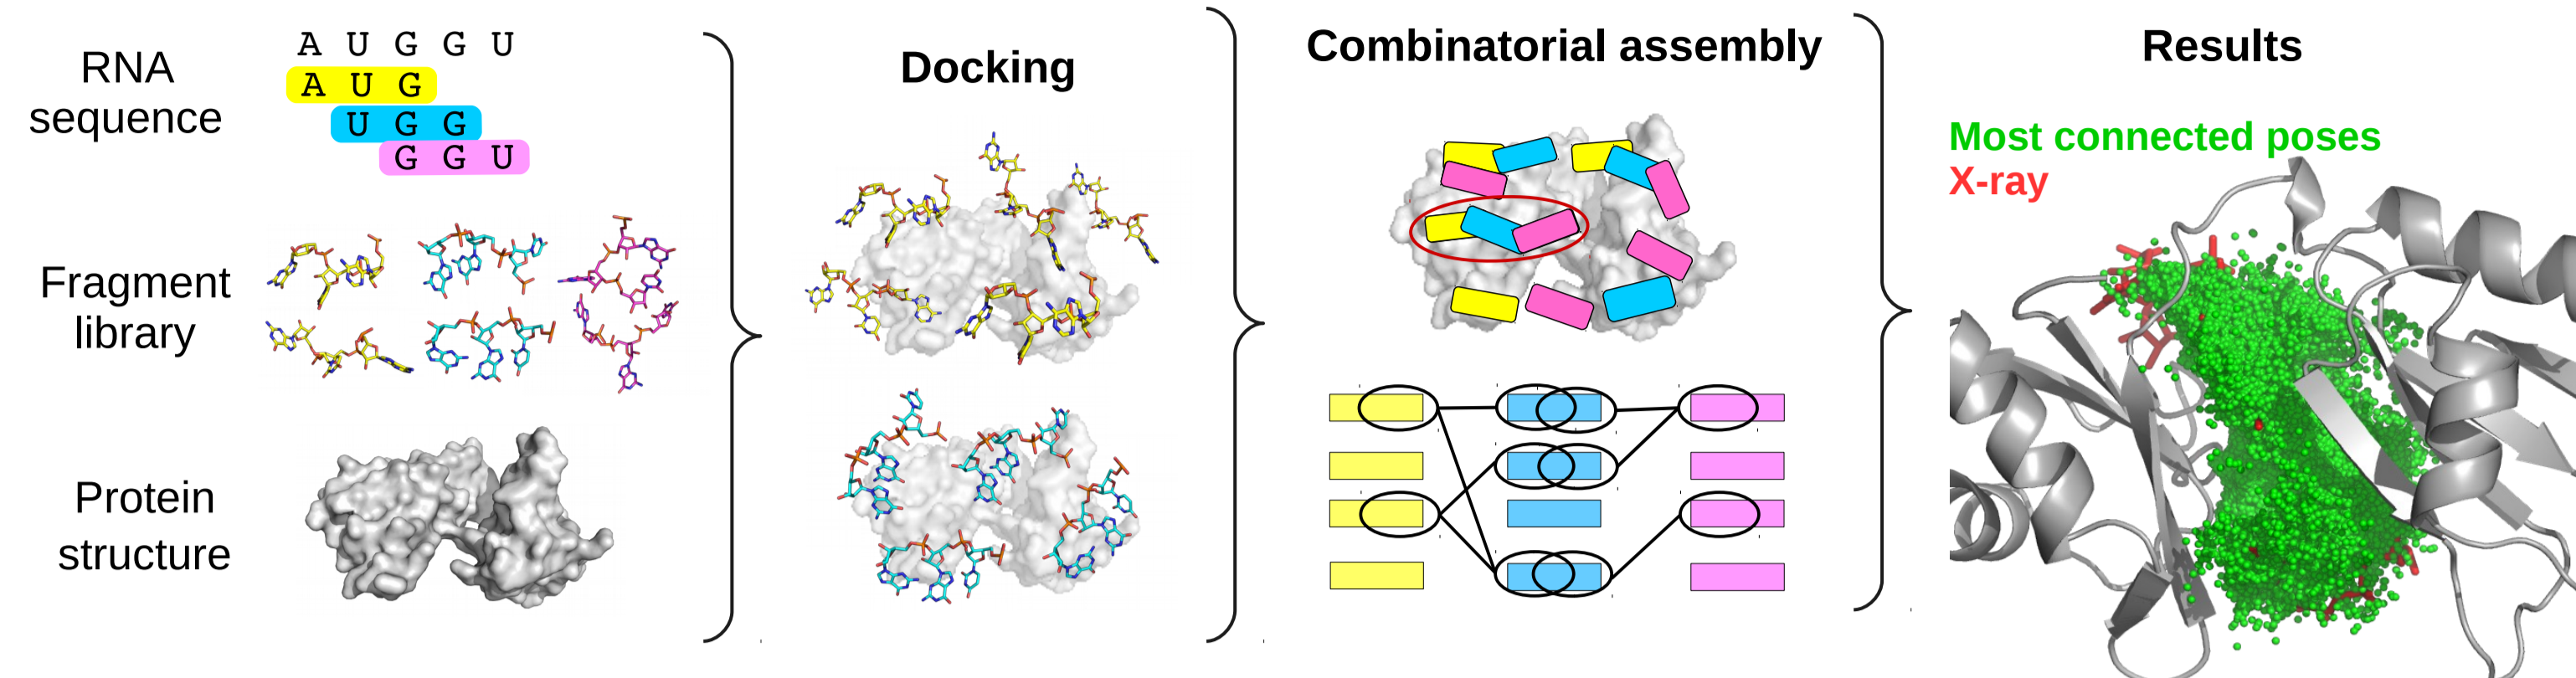 RNA
sequence
A U G G U
A U G
U G G
G G U
Fragment
library
Protein
structure
Docking
Combinatorial assembly
Results
Most connected poses
X-ray